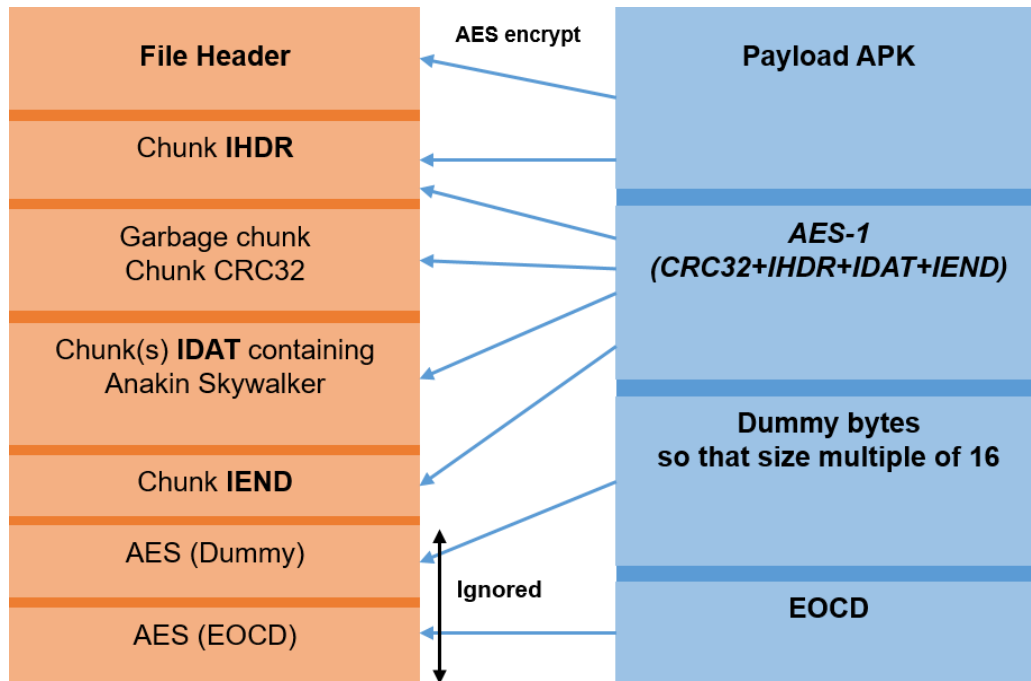 File Header
AES encrypt
Payload APK
Chunk IHDR
Garbage chunk
Chunk CRC32
AES-1
(CRC32+IHDR+IDAT+IEND)
Chunk(s) IDAT containing
Anakin Skywalker
Dummy bytes
so that size multiple of 16
Chunk IEND
AES (Dummy)
Ignored
EOCD
AES (EOCD)